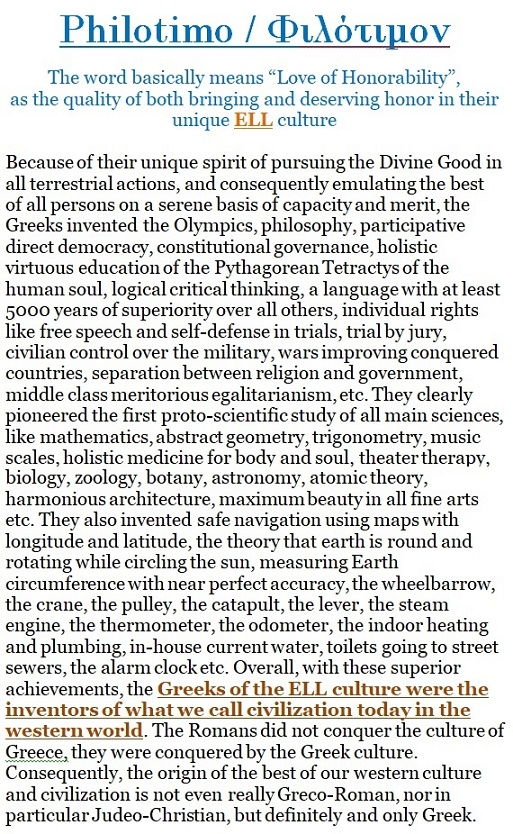 Philotimo / Φιλότιμον
The word basically means “Love of Honorability”,
as the quality of both bringing and deserving honor in their
unique ELL culture
Because of their unique spirit of pursuing the Divine Good in
all terrestrial actions, and consequently emulating the best
of all persons on a serene basis of capacity and merit, the
Greeks invented the Olympics, philosophy, participative
direct democracy, constitutional governance, holistic
virtuous education of the Pythagorean Tetractys of the
human soul, logical critical thinking, a language with at least
5000 years of superiority over all others, individual rights
like free speech and self-defense in trials, trial by jury,
civilian control over the military, wars improving conquered
countries, separation between religion and government,
middle class meritorious egalitarianism, etc. They clearly
pioneered the first proto-scientific study of all main sciences,
like mathematics, abstract geometry, trigonometry, music
scales, holistic medicine for body and soul, theater therapy,
biology, zoology, botany, astronomy, atomic theory,
harmonious architecture, maximum beauty in all fine arts
etc. They also invented safe navigation using maps with
longitude and latitude, the theory that earth is round and
rotating while circling the sun, measuring Earth
circumference with near perfect accuracy, the wheelbarrow,
the crane, the pulley, the catapult, the lever, the steam
engine, the thermometer, the odometer, the indoor heating
and plumbing, in-house current water, toilets going to street
sewers, the alarm clock etc. Overall, with these superior
achievements, the Greeks of the ELL culture were the
inventors of what we call civilization today in the
western world. The Romans did not conquer the culture of
Greece, they were conquered by the Greek culture.
Consequently, the origin of the best of our western culture
and civilization is not even really Greco-Roman, nor in
particular Judeo-Christian, but definitely and only Greek.